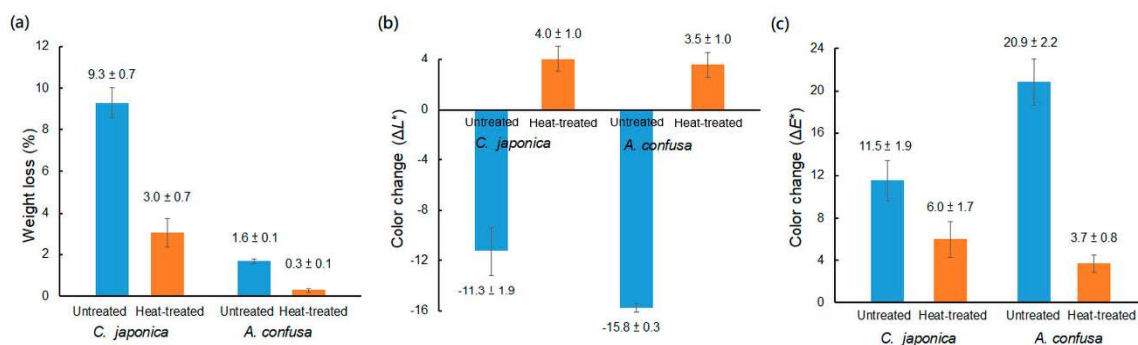 (a)
Weight loss (%)
12
10
8
6
4
2
0
9.3 ± 0.7
3.0 ± 0.7
1.6 ± 0.1
0.3 ± 0.1
Untreated Heat-treated Untreated Heat-treated
C. japonica A. confusa
(b)
Color change (ΔL*)
4
0
-4
-8
-12
-16
4.0 ± 1.0
3.5 ± 1.0
Untreated Heat-treated Untreated Heat-treated
C. japonica A. confusa
-11.3 ± 1.9
-15.8 ± 0.3
(c)
Color change (ΔE*)
24
20
16
12
8
4
0
20.9 ± 2.2
11.5 ± 1.9
6.0 ± 1.7
3.7 ± 0.8
Untreated Heat-treated Untreated Heat-treated
C. japonica A. confusa